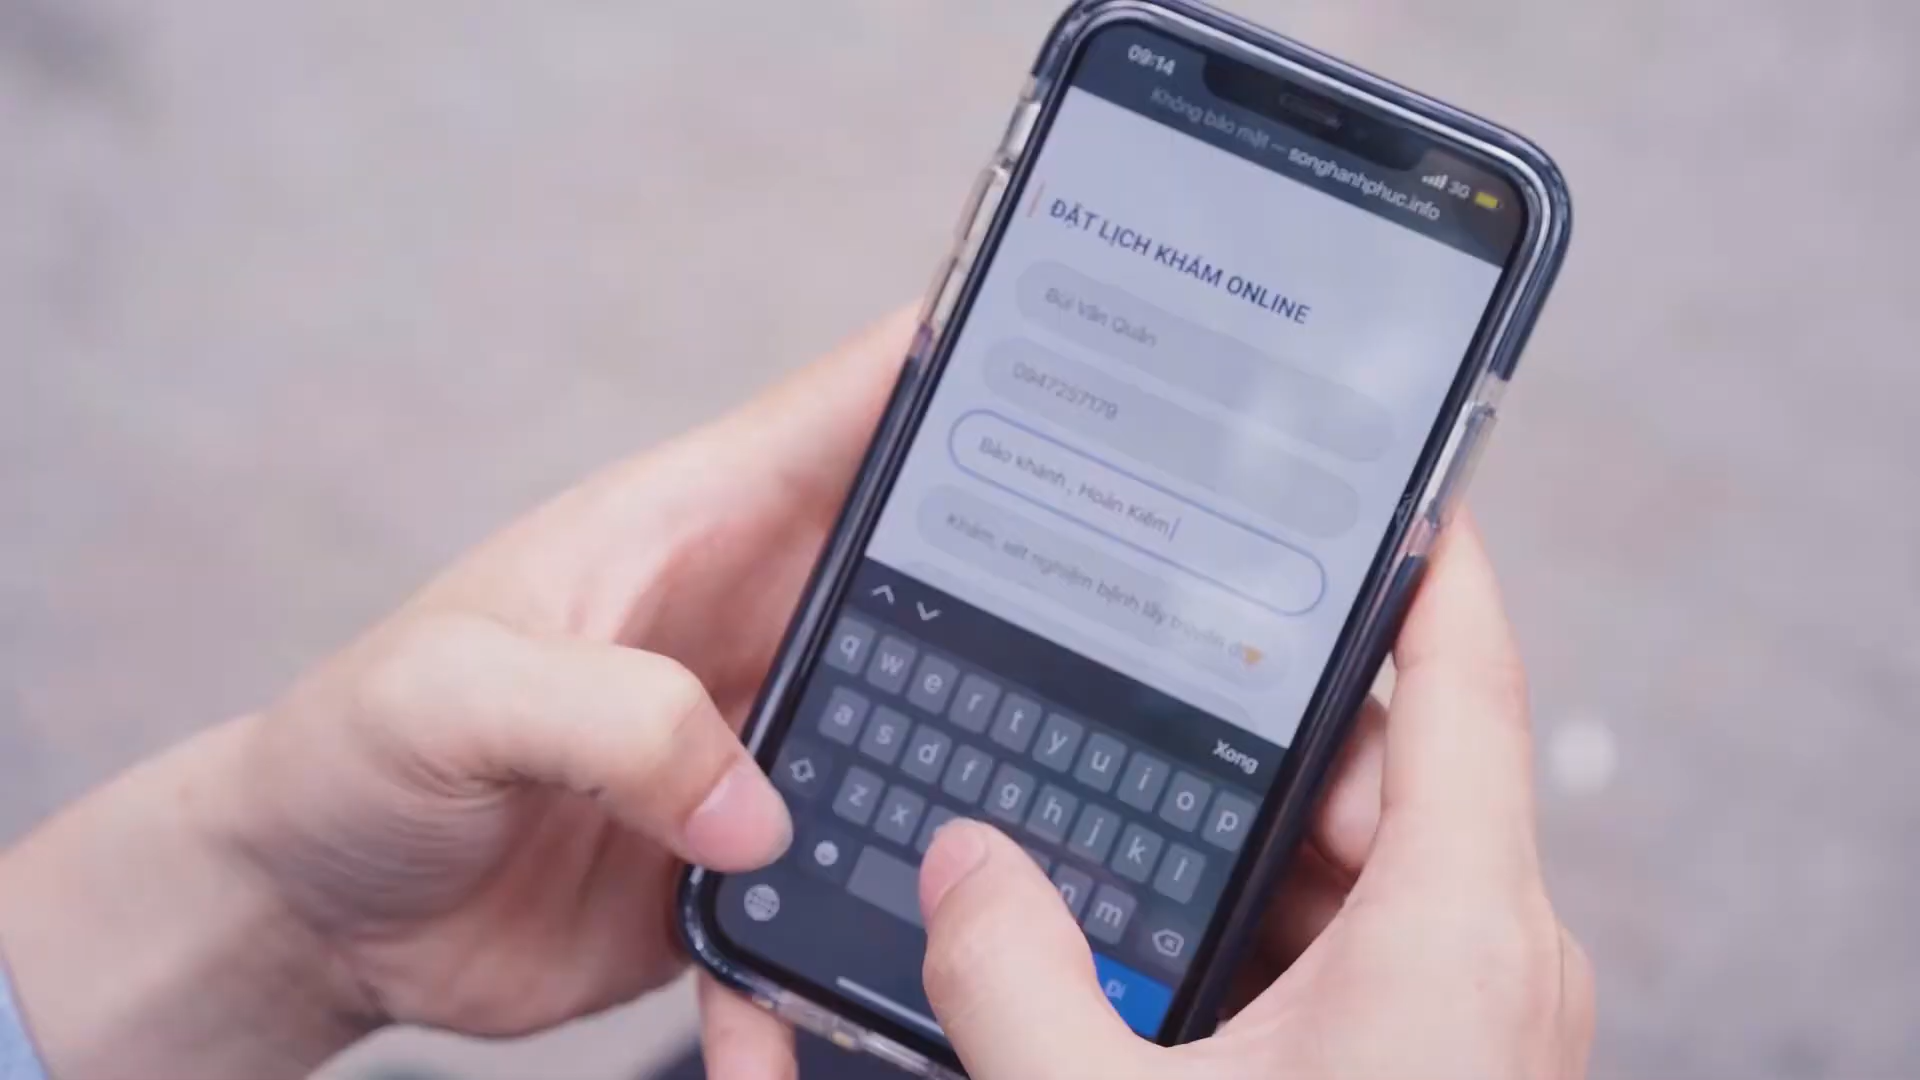 09:14
3G
Không bảo mật — songhanhphuc.info
ĐẶT LỊCH KHÁM ONLINE
Bùi Văn Quân
0947257179
Bảo khánh , Hoàn Kiếm
Khám, xét nghiệm bệnh lây truyền
Xong
q w e r t y u i o p
a s d f g h j k l
z x n m